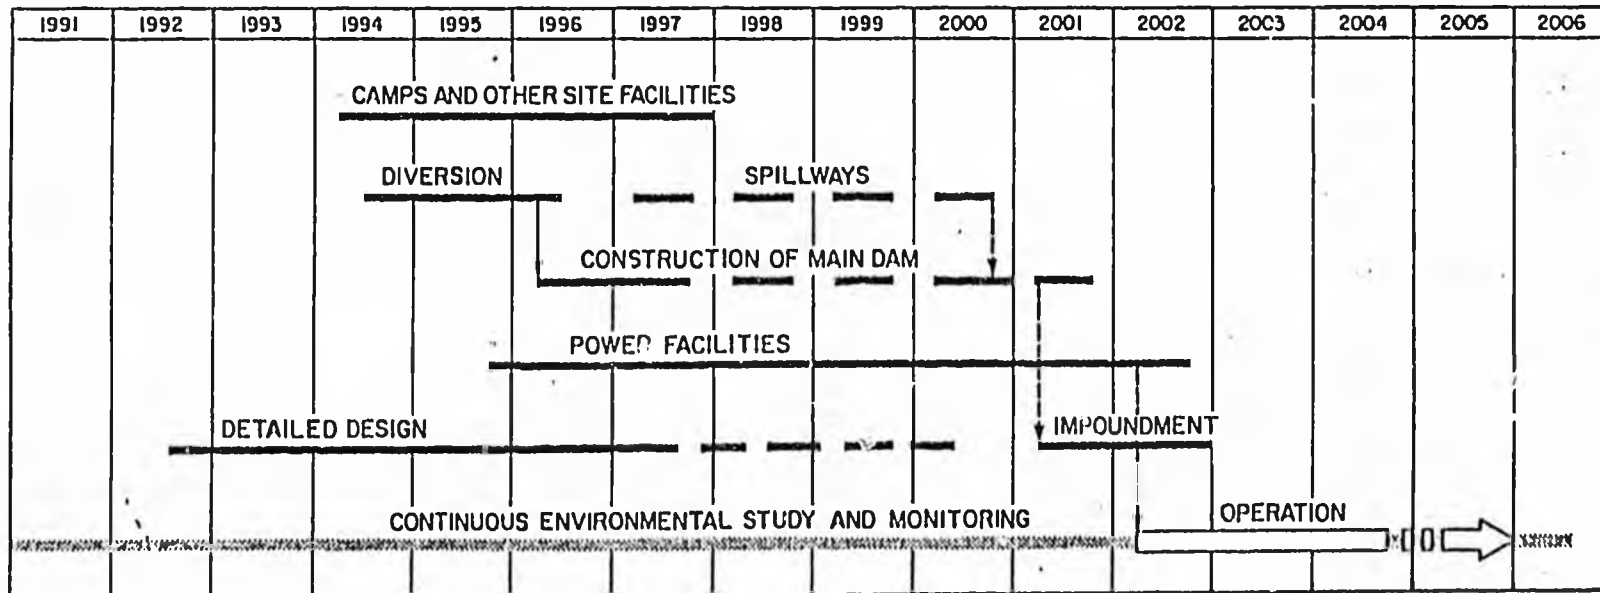 1991 1992 1993 1994 1995 1996 1997 1998 1999 2000 2001 2002 2003 2004 2005 2006
CAMPS AND OTHER SITE FACILITIES
DIVERSION SPILLWAYS
CONSTRUCTION OF MAIN DAM
POWER FACILITIES
DETAILED DESIGN IMPOUNDMENT
CONTINUOUS ENVIRONMENTAL STUDY AND MONITORING OPERATION